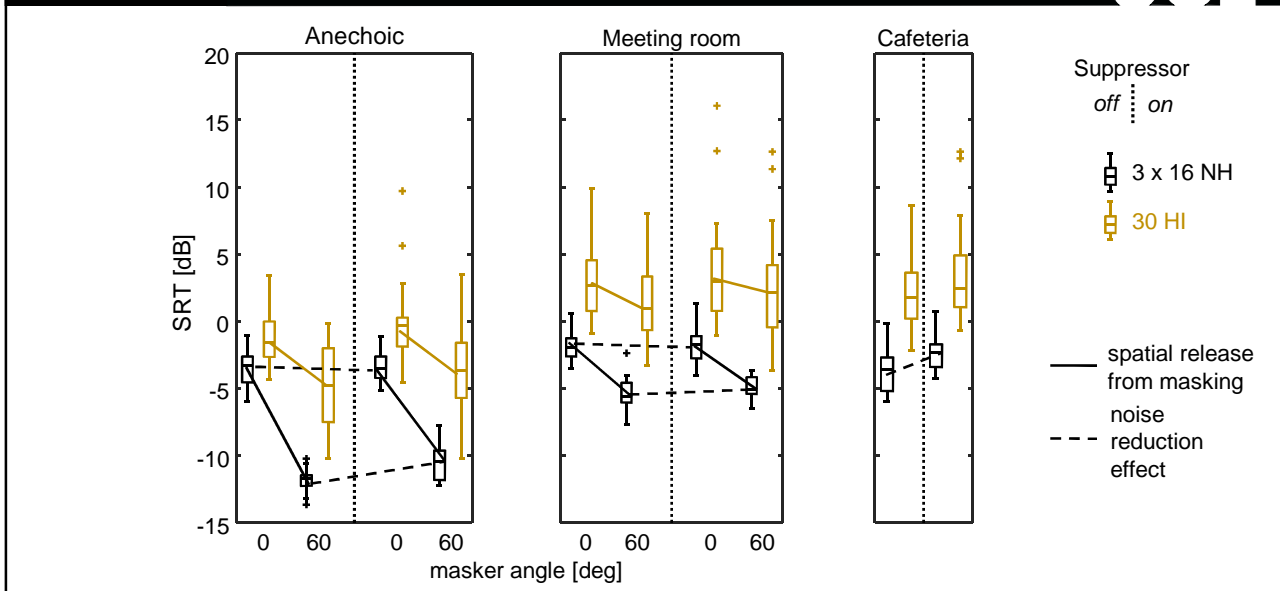 Anechoic
Meeting room
Cafeteria
20
15
10
5
0
-5
-10
-15
SRT [dB]
0 60 0 60
0 60 0 60
masker angle [deg]
Suppressor
off on
3 x 16 NH
30 HI
spatial release
from masking
noise
reduction
effect